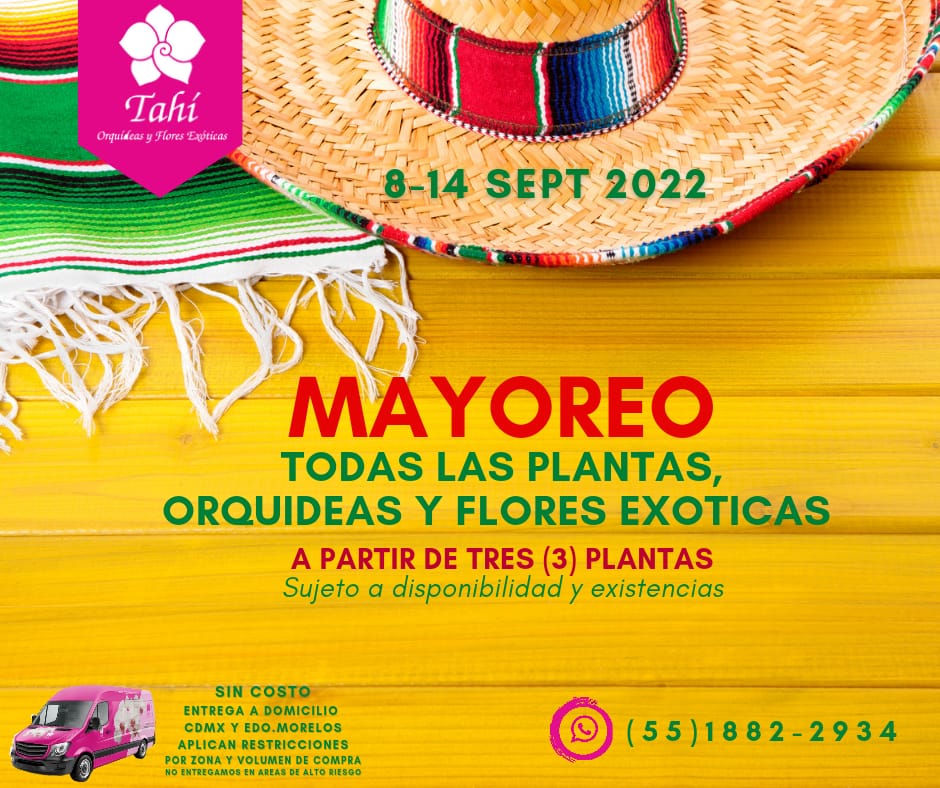 Tahí
Orquídeas y Flores Exóticas
8-14 SEPT 2022
MAYOREO
TODAS LAS PLANTAS,
ORQUIDEAS Y FLORES EXOTICAS
A PARTIR DE TRES (3) PLANTAS
Sujeto a disponibilidad y existencias
SIN COSTO
ENTREGA A DOMICILIO
CDMX Y EDO.MORELOS
APLICAN RESTRICCIONES
POR ZONA Y VOLUMEN DE COMPRA
NO ENTREGAMOS EN AREAS DE ALTO RIESGO
(55)1882-2934